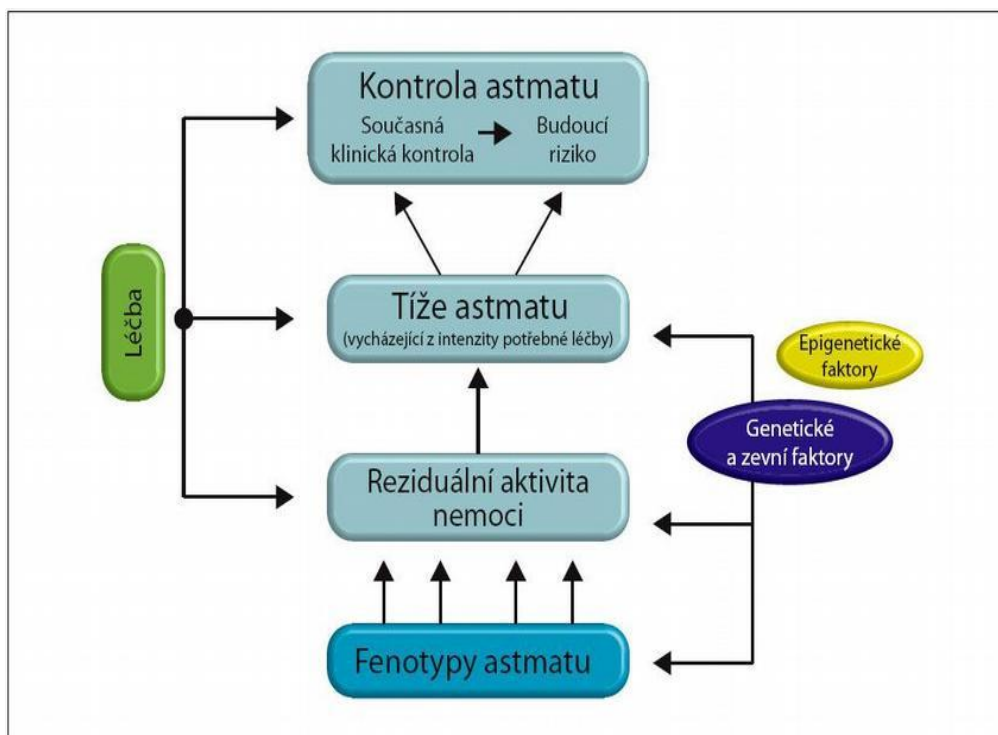 Kontrola astmatu
Současná
klinická kontrola
Budoucí
riziko
Léčba
Tíže astmatu
(vycházející z intenzity potřebné léčby)
Epigenetické
faktory
Genetické
a zevní faktory
Reziduální aktivita
nemoci
Fenotypy astmatu